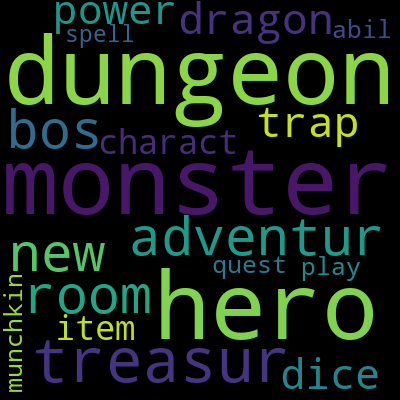 power dragon
spell abil
dungeon
bos trap
charact
monster
adventur
new quest play
room hero
munchkin item
treasur dice